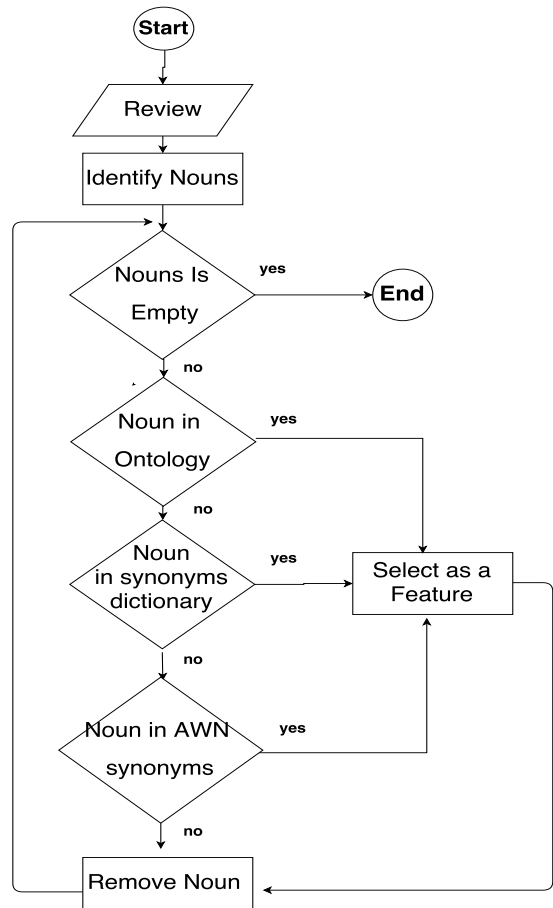 Start
Review
Identify Nouns
Nouns Is
Empty
yes
End
no
Noun in
Ontology
yes
no
Noun
in synonyms
dictionary
yes
Select as a
Feature
no
Noun in AWN
synonyms
yes
no
Remove Noun